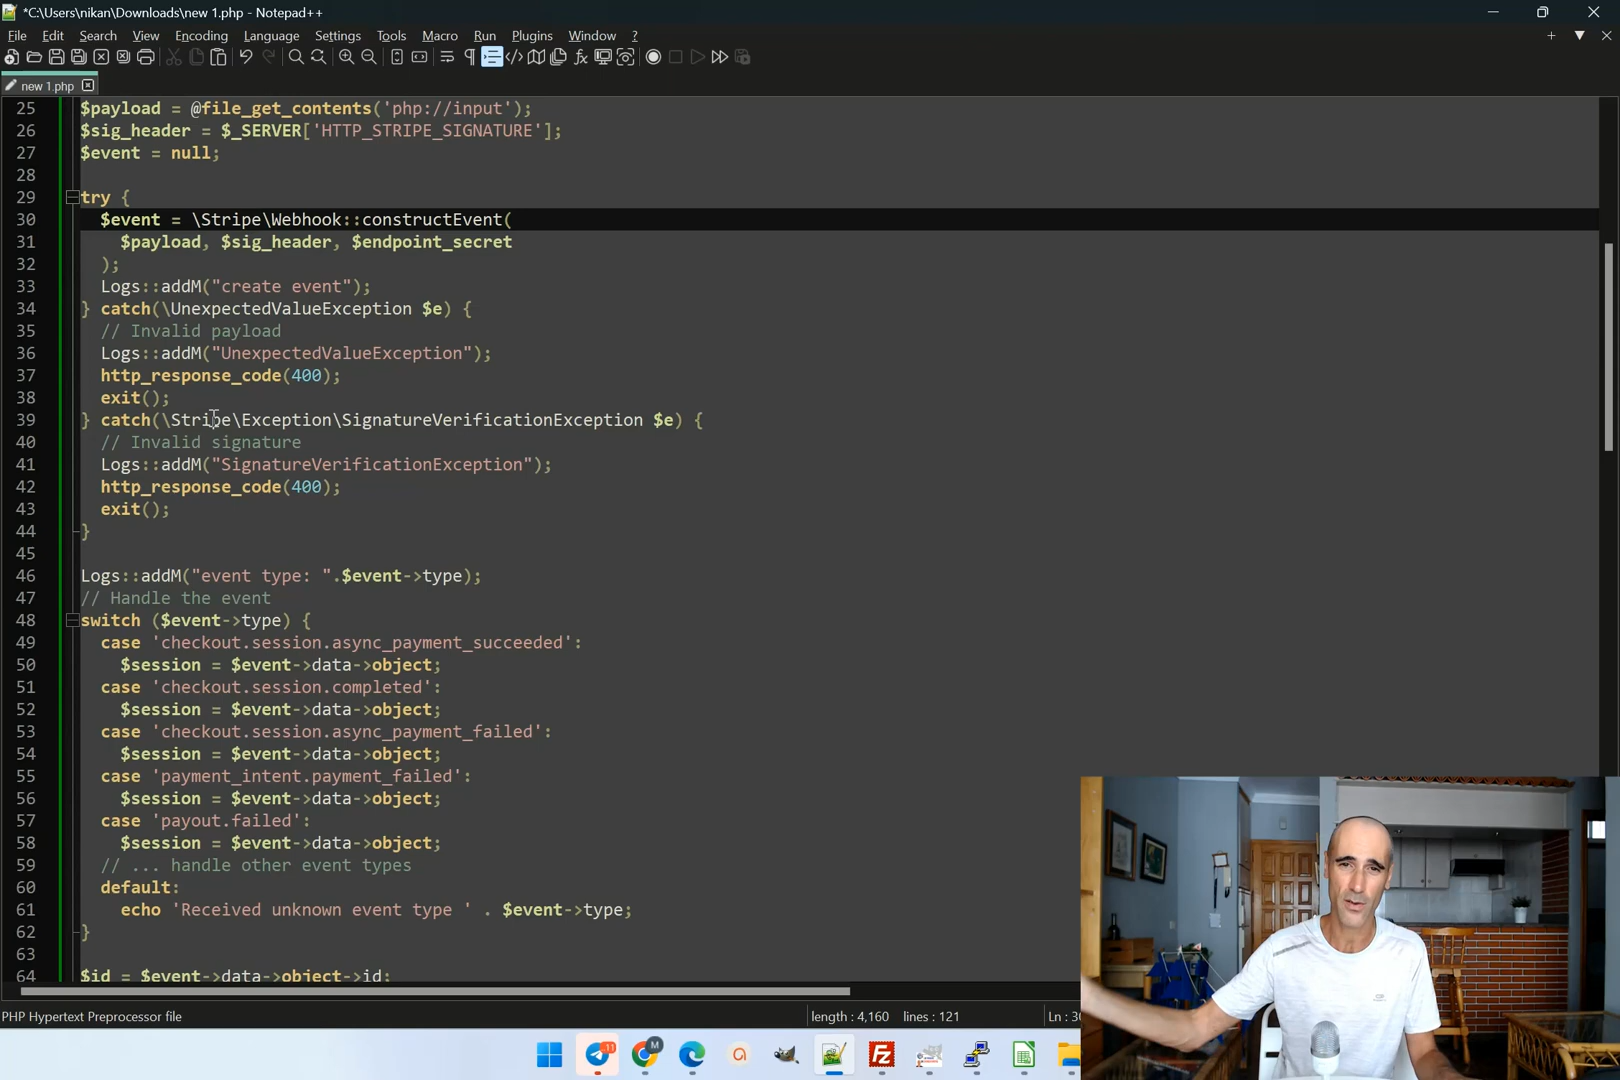 *C:\Users\nikan\Downloads\new 1.php - Notepad++
File Edit Search View Encoding Language Settings Tools Macro Run Plugins Window ?
new 1.php
25 $payload = @file_get_contents('php://input');
26 $sig_header = $_SERVER['HTTP_STRIPE_SIGNATURE'];
27 $event = null;
28
29 try {
30 $event = \Stripe\Webhook::constructEvent(
31 $payload, $sig_header, $endpoint_secret
32 );
33 Logs::addM("create event");
34 } catch(\UnexpectedValueException $e) {
35 // Invalid payload
36 Logs::addM("UnexpectedValueException");
37 http_response_code(400);
38 exit();
39 } catch(\Stripe\Exception\SignatureVerificationException $e) {
40 // Invalid signature
41 Logs::addM("SignatureVerificationException");
42 http_response_code(400);
43 exit();
44 }
45
46 Logs::addM("event type: ".$event->type);
47 // Handle the event
48 switch ($event->type) {
49 case 'checkout.session.async_payment_succeeded':
50 $session = $event->data->object;
51 case 'checkout.session.completed':
52 $session = $event->data->object;
53 case 'checkout.session.async_payment_failed':
54 $session = $event->data->object;
55 case 'payment_intent.payment_failed':
56 $session = $event->data->object;
57 case 'payout.failed':
58 $session = $event->data->object;
59 // ... handle other event types
60 default:
61 echo 'Received unknown event type ' . $event->type;
62 }
63
64 $id = $event->data->object->id;
PHP Hypertext Preprocessor file length : 4,160 lines : 121 Ln : 30
11 M